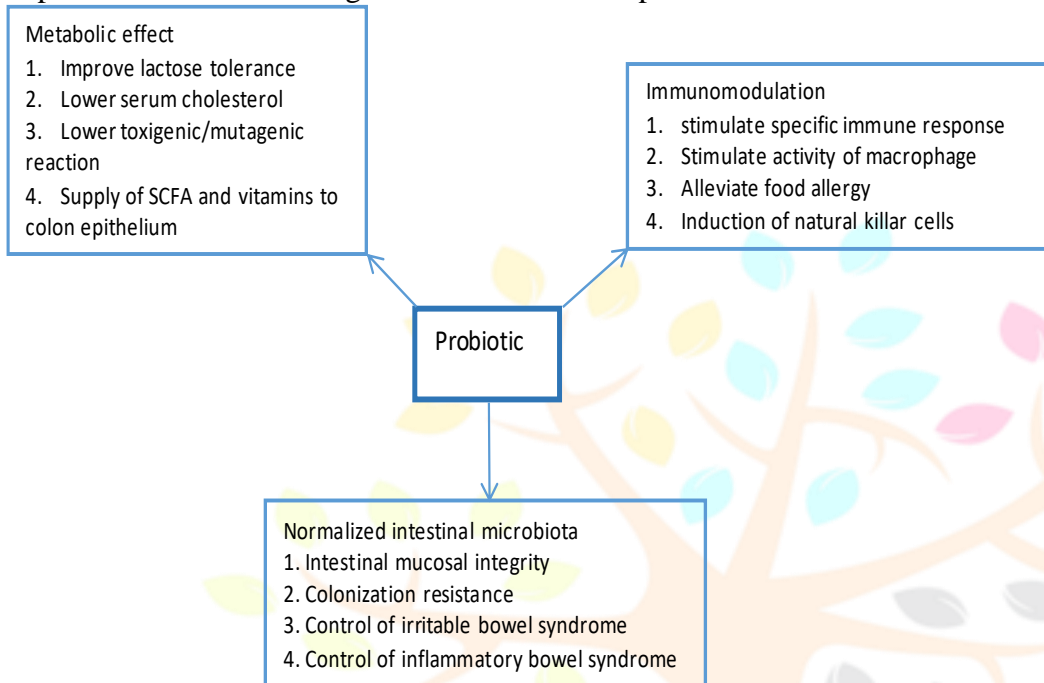 Metabolic effect
1. Improve lactose tolerance
2. Lower serum cholesterol
3. Lower toxigenic/mutagenic
reaction
4. Supply of SCFA and vitamins to
colon epithelium
Immunomodulation
1. stimulate specific immune response
2. Stimulate activity of macrophage
3. Alleviate food allergy
4. Induction of natural killar cells
Probiotic
Normalized intestinal microbiota
1. Intestinal mucosal integrity
2. Colonization resistance
3. Control of irritable bowel syndrome
4. Control of inflammatory bowel syndrome